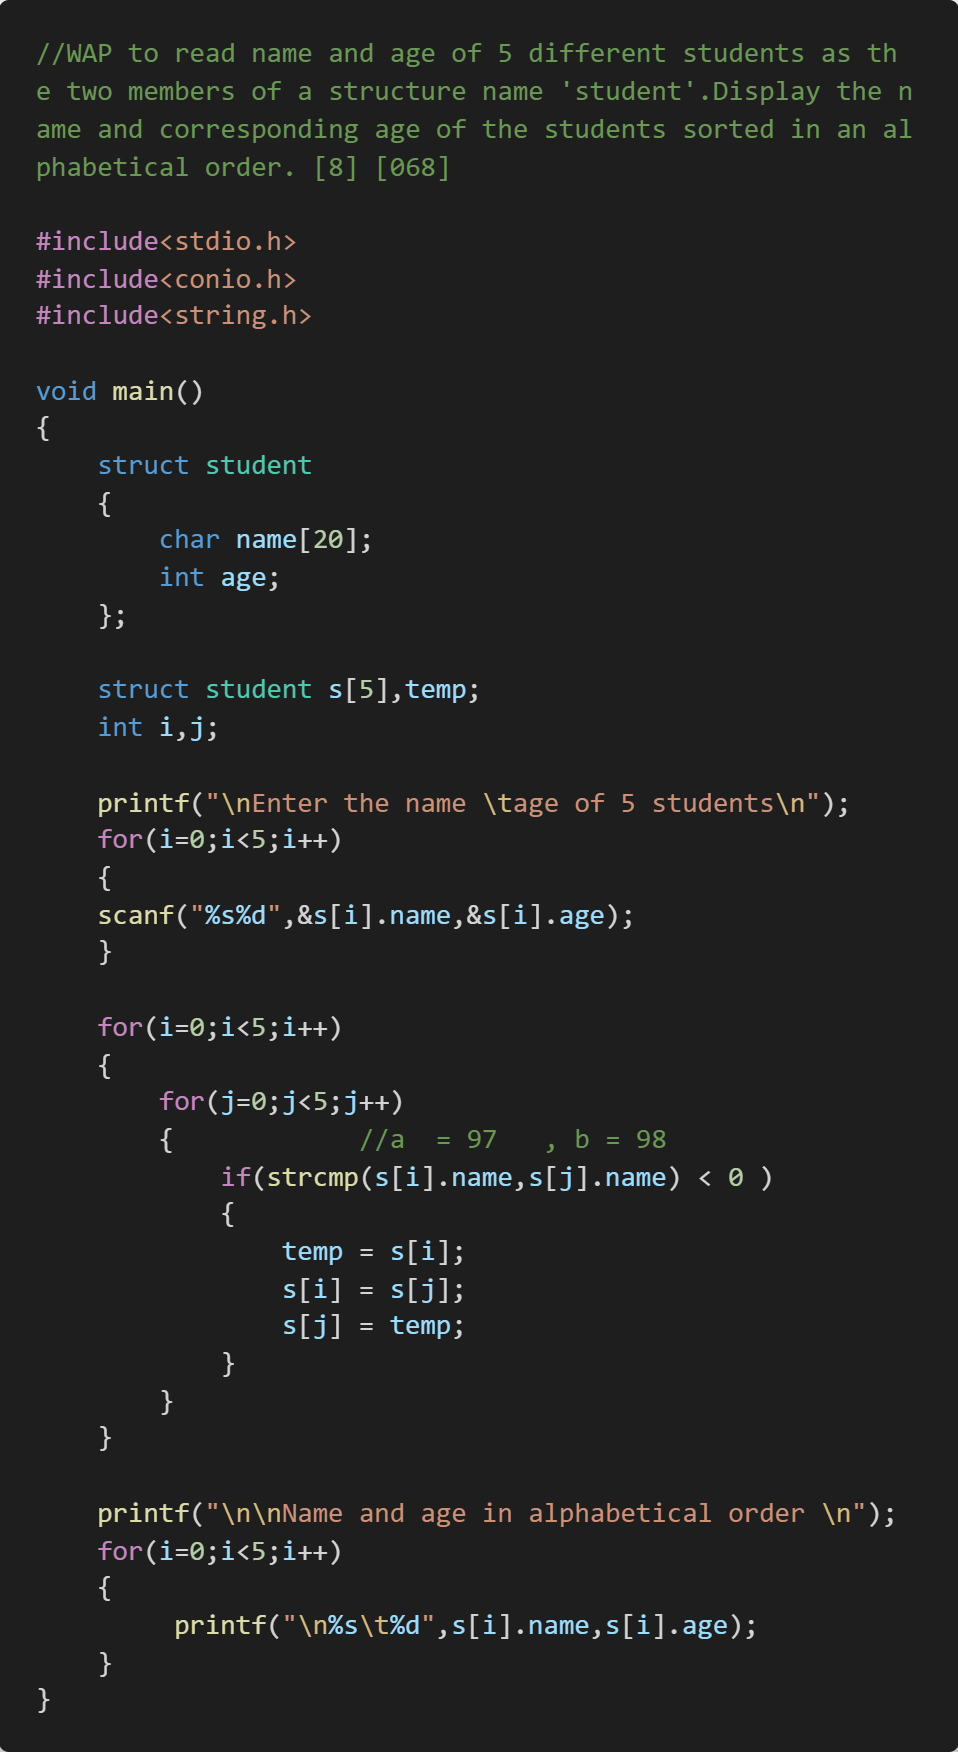 //WAP to read name and age of 5 different students as th
e two members of a structure name 'student'.Display the n
ame and corresponding age of the students sorted in an al
phabetical order. [8] [068]

#include<stdio.h>
#include<conio.h>
#include<string.h>

void main()
{
    struct student
    {
        char name[20];
        int age;
    };

    struct student s[5],temp;
    int i,j;

    printf("\nEnter the name \tage of 5 students\n");
    for(i=0;i<5;i++)
    {
    scanf("%s%d",&s[i].name,&s[i].age);
    }

    for(i=0;i<5;i++)
    {
        for(j=0;j<5;j++)
        {            //a  = 97   , b = 98
            if(strcmp(s[i].name,s[j].name) < 0 )
            {
                temp = s[i];
                s[i] = s[j];
                s[j] = temp;
            }
        }
    }

    printf("\n\nName and age in alphabetical order \n");
    for(i=0;i<5;i++)
    {
         printf("\n%s\t%d",s[i].name,s[i].age);
    }
}